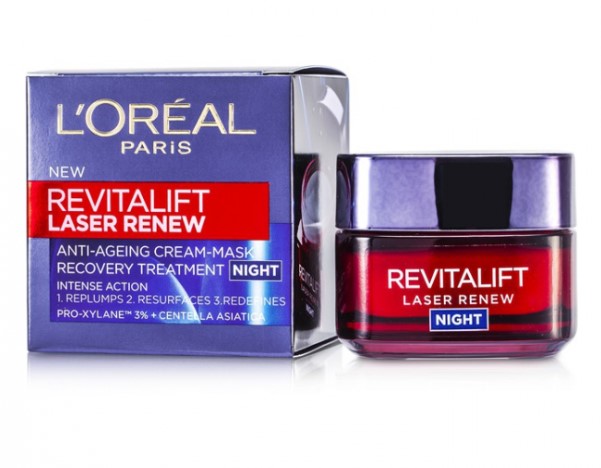 L'ORÉAL
PARIS
NEW
REVITALIFT
LASER RENEW
ANTI-AGEING CREAM-MASK
RECOVERY TREATMENT NIGHT
INTENSE ACTION
1. REPLUMPS 2. RESURFACES 3.REDEFINES
PRO-XYLANE™ 3% + CENTELLA ASIATICA
REVITALIFT
LASER RENEW
NIGHT